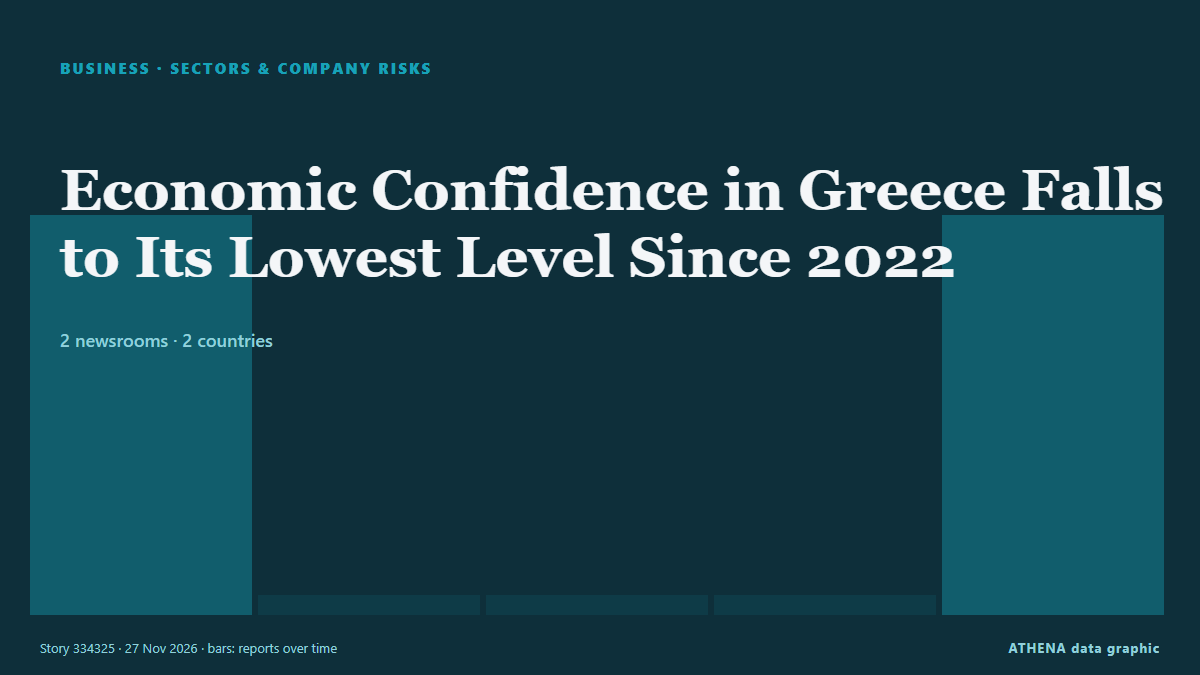 BUSINESS · SECTORS & COMPANY RISKS
Economic Confidence in Greece Falls
to Its Lowest Level Since 2022
2 newsrooms · 2 countries
Story 334325 · 27 Nov 2026 · bars: reports over time
ATHENA data graphic